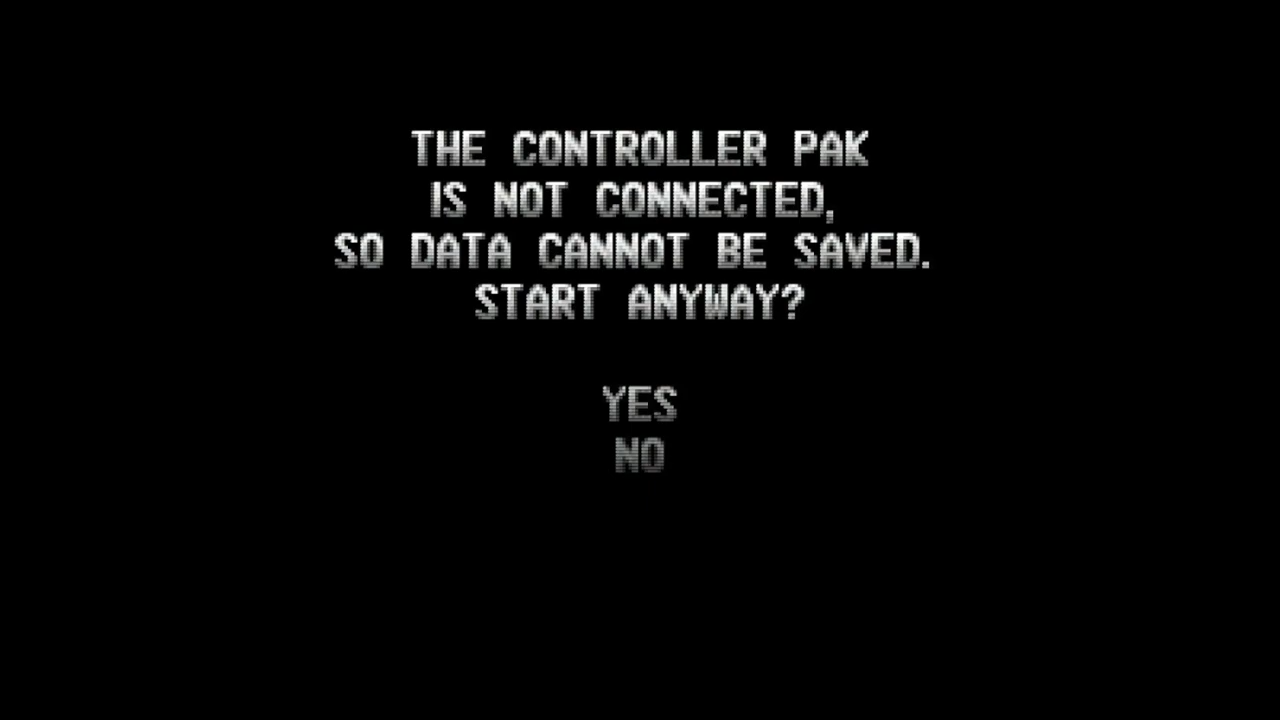 THE CONTROLLER PAK
IS NOT CONNECTED,
SO DATA CANNOT BE SAVED.
START ANYWAY?
YES
NO